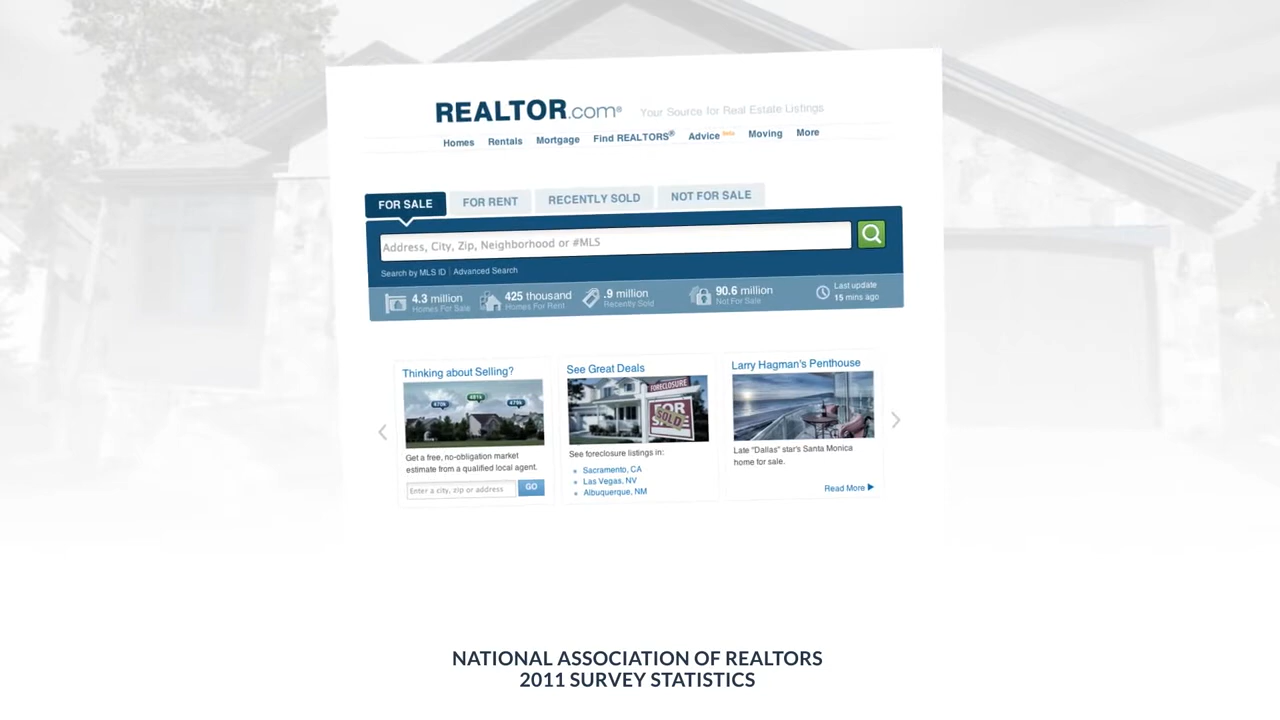 REALTOR.com® Your Source for Real Estate Listings
Homes Rentals Mortgage Find REALTORS® Advice beta Moving More
FOR SALE FOR RENT RECENTLY SOLD NOT FOR SALE
Address, City, Zip, Neighborhood or #MLS
Search by MLS ID | Advanced Search
4.3 million
Homes For Sale
425 thousand
Homes For Rent
.9 million
Recently Sold
90.6 million
Not For Sale
Last update
15 mins ago
Thinking about Selling?
Get a free, no-obligation market
estimate from a qualified local agent.
Enter a city, zip or address GO
See Great Deals
FORECLOSURE
FOR
SALE
SOLD
See foreclosure listings in:
Sacramento, CA
Las Vegas, NV
Albuquerque, NM
Larry Hagman's Penthouse
Late "Dallas" star's Santa Monica
home for sale.
Read More
NATIONAL ASSOCIATION OF REALTORS
2011 SURVEY STATISTICS